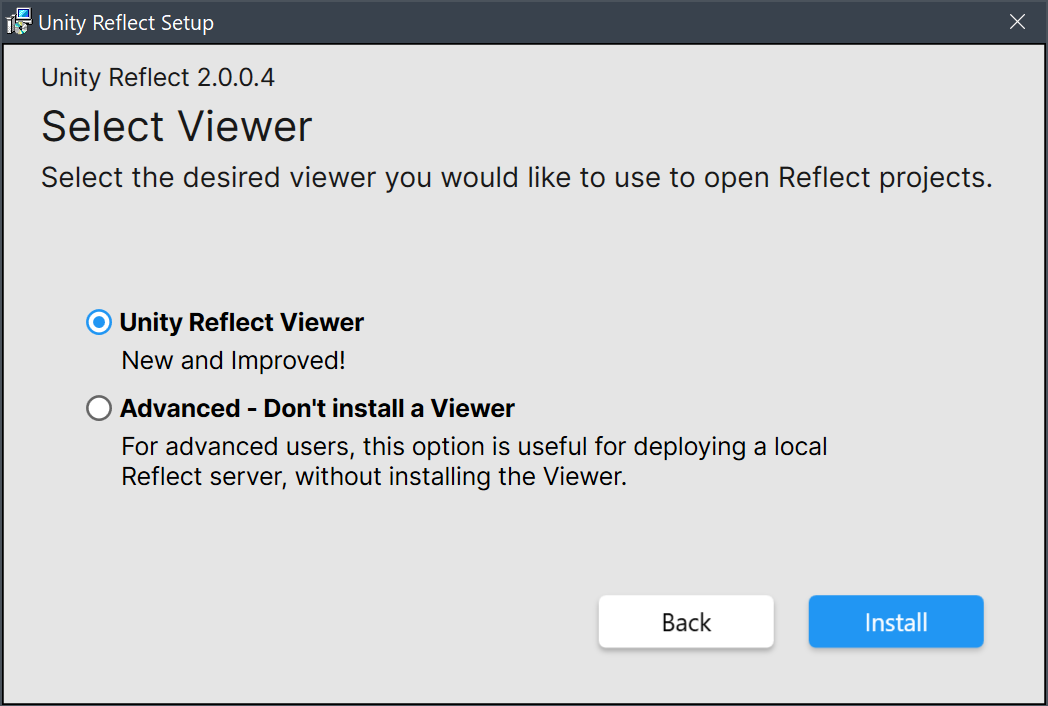 Unity Reflect Setup
Unity Reflect 2.0.0.4
Select Viewer
Select the desired viewer you would like to use to open Reflect projects.
Unity Reflect Viewer
New and Improved!
Advanced - Don't install a Viewer
For advanced users, this option is useful for deploying a local
Reflect server, without installing the Viewer.
Back
Install